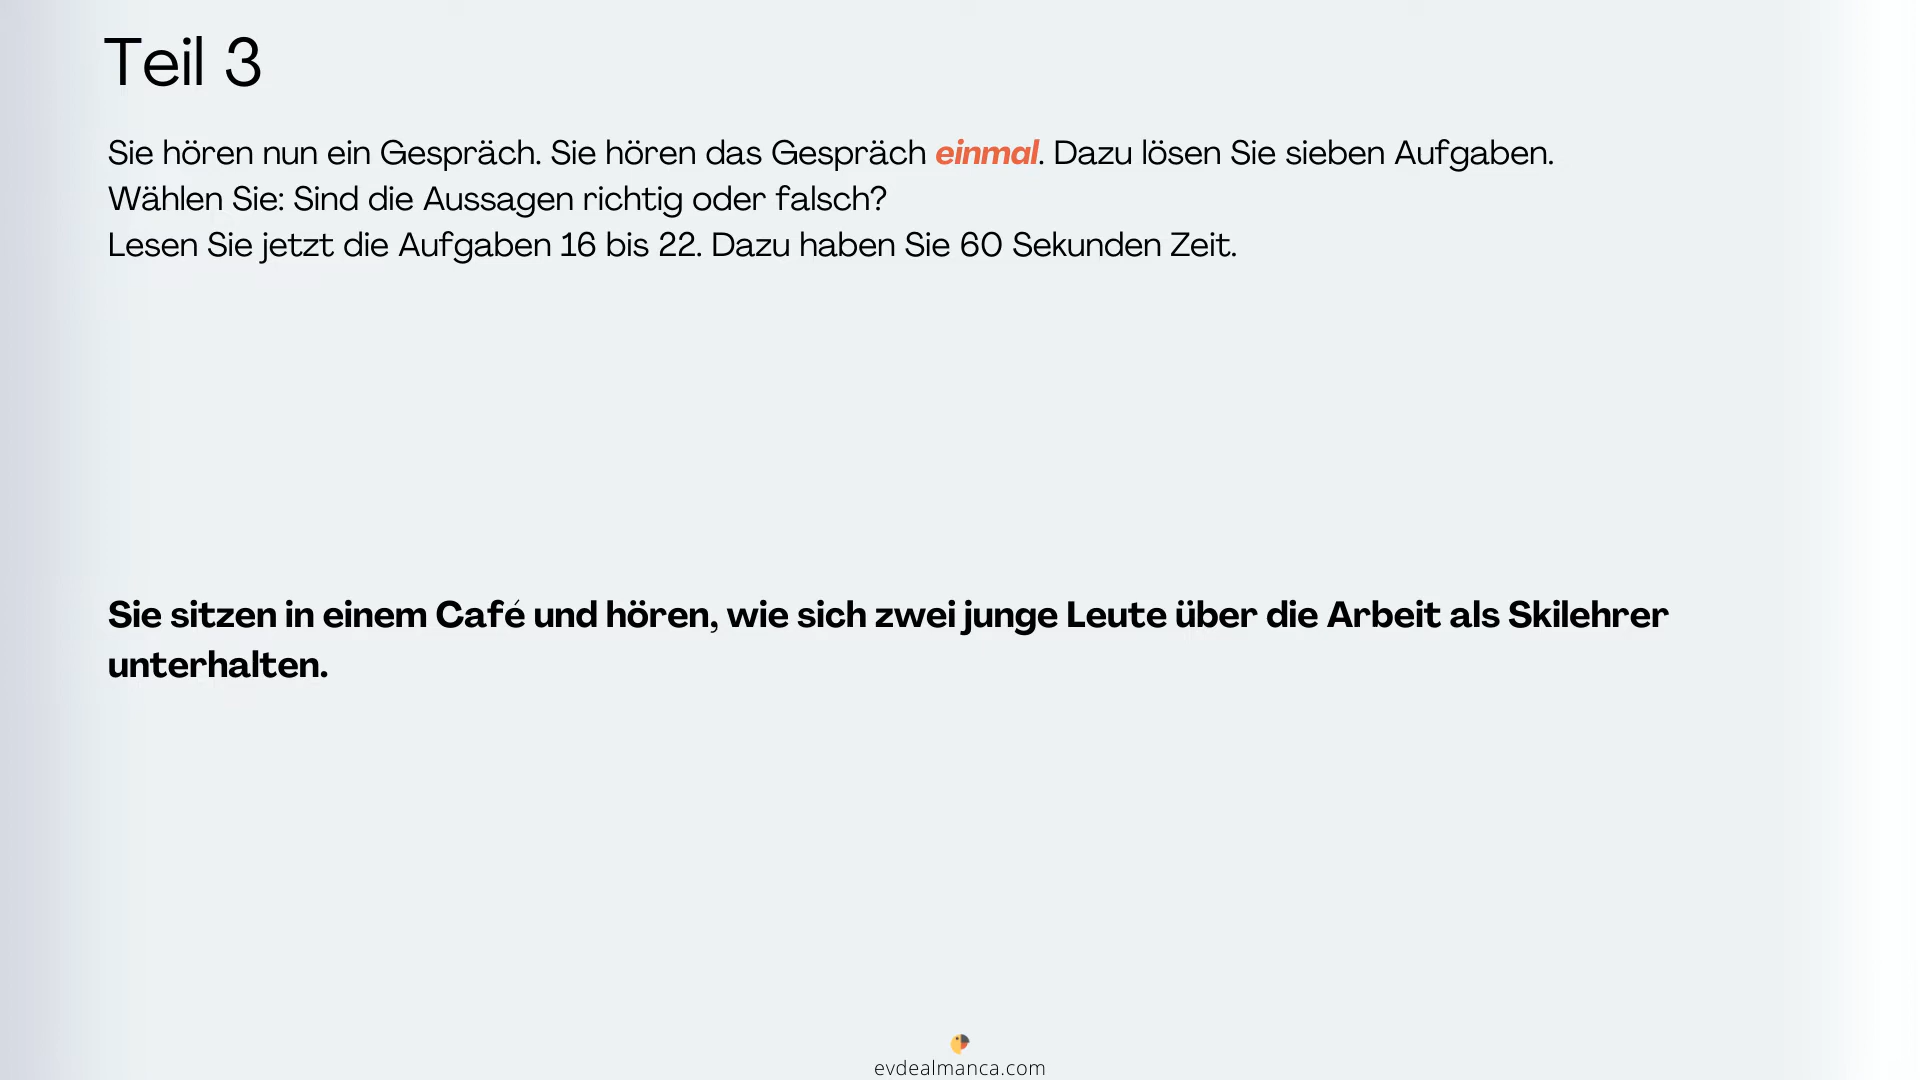 Teil 3
Sie hören nun ein Gespräch. Sie hören das Gespräch einmal. Dazu lösen Sie sieben Aufgaben.
Wählen Sie: Sind die Aussagen richtig oder falsch?
Lesen Sie jetzt die Aufgaben 16 bis 22. Dazu haben Sie 60 Sekunden Zeit.
Sie sitzen in einem Café und hören, wie sich zwei junge Leute über die Arbeit als Skilehrer
unterhalten.
evdealmanca.com